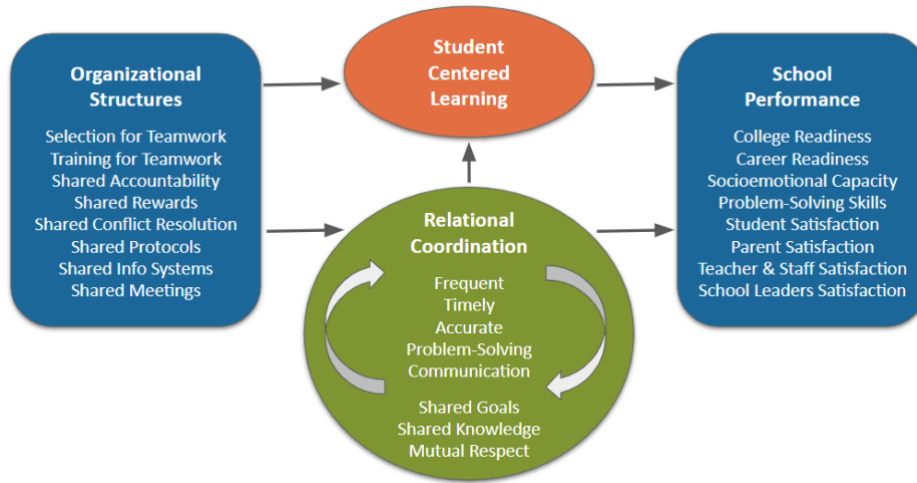 Organizational
Structures
Selection for Teamwork
Training for Teamwork
Shared Accountability
Shared Rewards
Shared Conflict Resolution
Shared Protocols
Shared Info Systems
Shared Meetings
Student
Centered
Learning
Relational
Coordination
Frequent
Timely
Accurate
Problem-Solving
Communication
Shared Goals
Shared Knowledge
Mutual Respect
School
Performance
College Readiness
Career Readiness
Socioemotional Capacity
Problem-Solving Skills
Student Satisfaction
Parent Satisfaction
Teacher & Staff Satisfaction
School Leaders Satisfaction